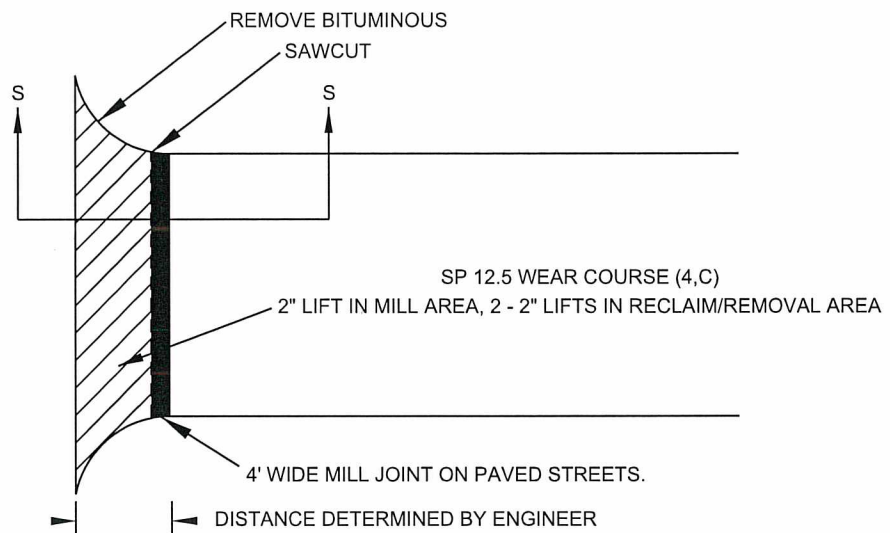 REMOVE BITUMINOUS
SAWCUT
S
S
SP 12.5 WEAR COURSE (4,C)
2" LIFT IN MILL AREA, 2 - 2" LIFTS IN RECLAIM/REMOVAL AREA
4' WIDE MILL JOINT ON PAVED STREETS.
DISTANCE DETERMINED BY ENGINEER